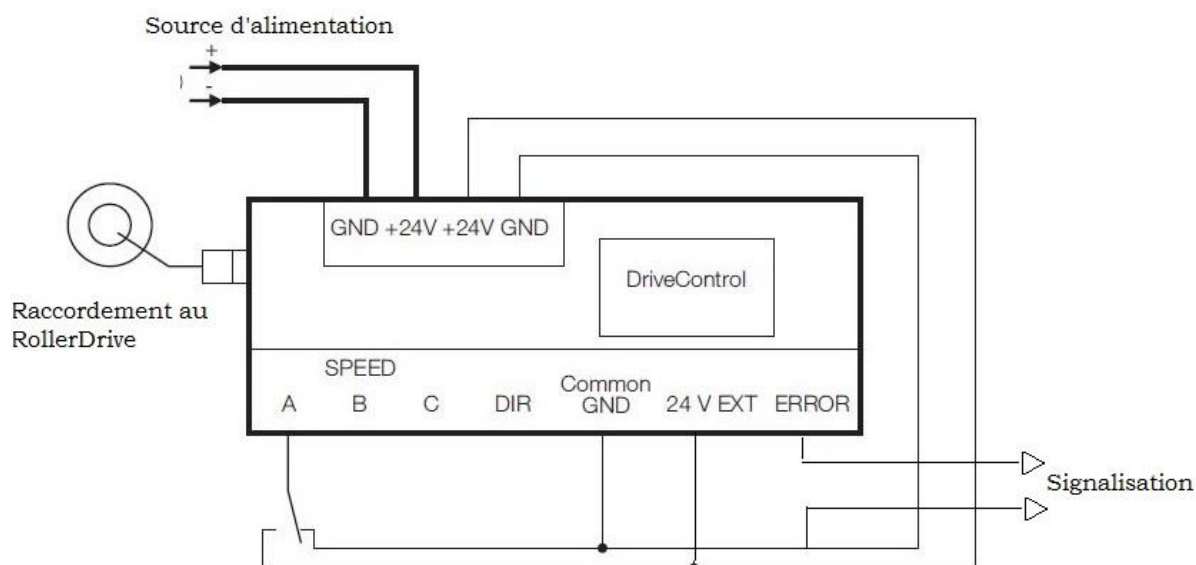 Source d'alimentation
+
)
-
GND +24V +24V GND
DriveControl
Raccordement au
RollerDrive
SPEED
A B C DIR Common GND 24 V EXT ERROR
Signalisation